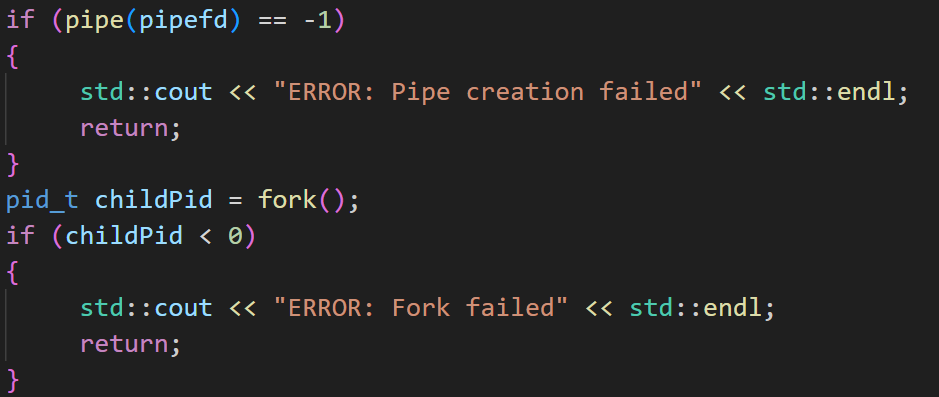 if (pipe(pipefd) == -1)
{
     std::cout << "ERROR: Pipe creation failed" << std::endl;
     return;
}
pid_t childPid = fork();
if (childPid < 0)
{
     std::cout << "ERROR: Fork failed" << std::endl;
     return;
}